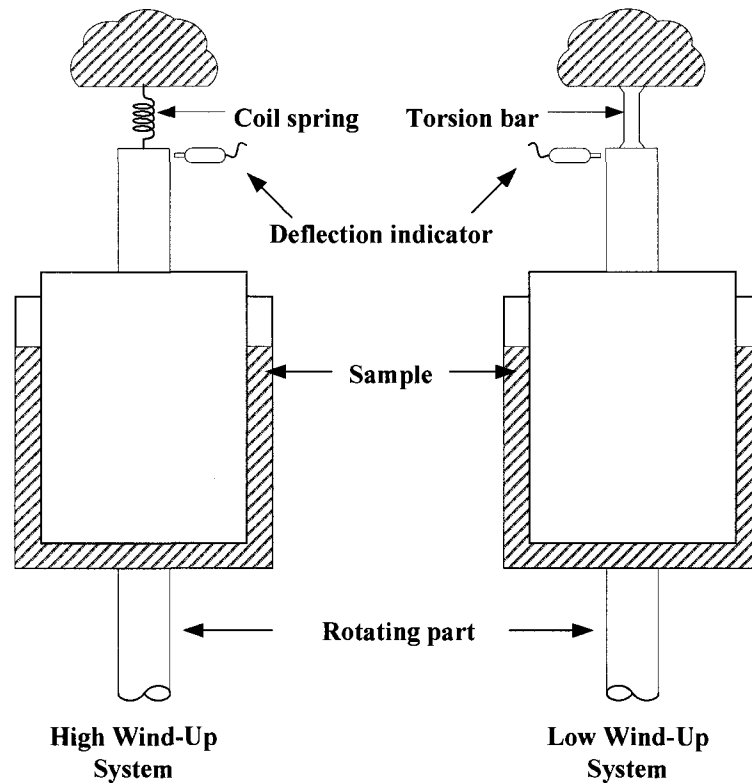 Coil spring
Torsion bar
Deflection indicator
Sample
Rotating part
High Wind-Up
System
Low Wind-Up
System